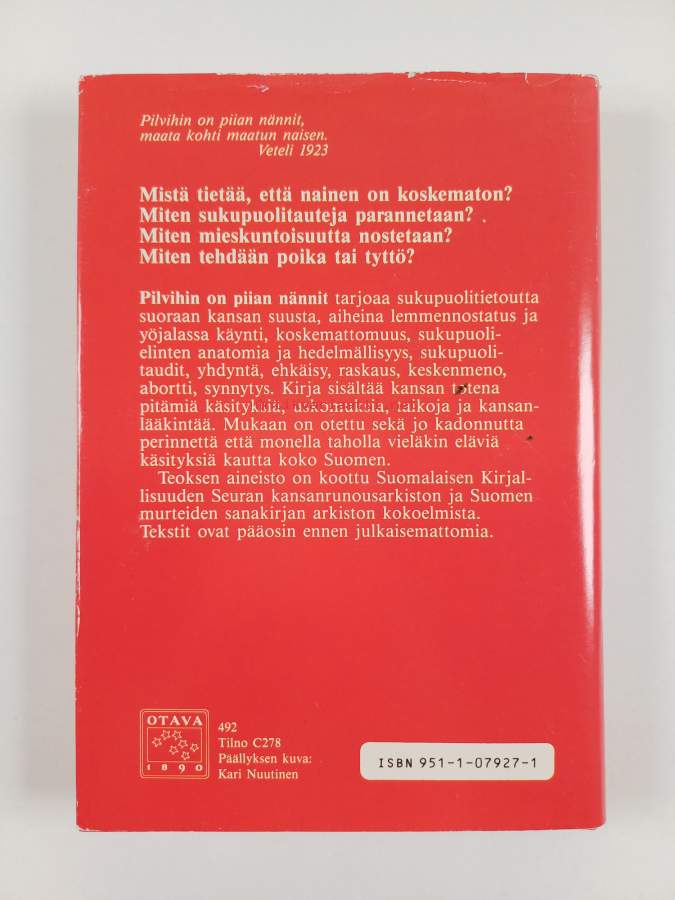 Pilvihin on piian nännit,
maata kohti maatun naisen.
Veteli 1923
Mistä tietää, että nainen on koskematon?
Miten sukupuolitauteja parannetaan?
Miten mieskuntoisuutta nostetaan?
Miten tehdään poika tai tyttö?
Pilvihin on piian nännit tarjoaa sukupuolitietoutta
suoraan kansan suusta, aiheina lemmennostatus ja
yöjalassa käynti, koskemattomuus, sukupuoli-
elinten anatomia ja hedelmällisyys, sukupuoli-
taudit, yhdyntä, ehkäisy, raskaus, keskenmeno,
abortti, synnytys. Kirja sisältää kansan totena
pitämiä käsityksiä, uskomuksia, taikoja ja kansan-
lääkintää. Mukaan on otettu sekä jo kadonnutta
perinnettä että monella taholla vieläkin eläviä
käsityksiä kautta koko Suomen.
Teoksen aineisto on koottu Suomalaisen Kirjal-
lisuuden Seuran kansanrunousarkiston ja Suomen
murteiden sanakirjan arkiston kokoelmista.
Tekstit ovat pääosin ennen julkaisemattomia.
OTAVA
1890
492
Tilno C278
Päällyksen kuva:
Kari Nuutinen
ISBN 951-1-07927-1